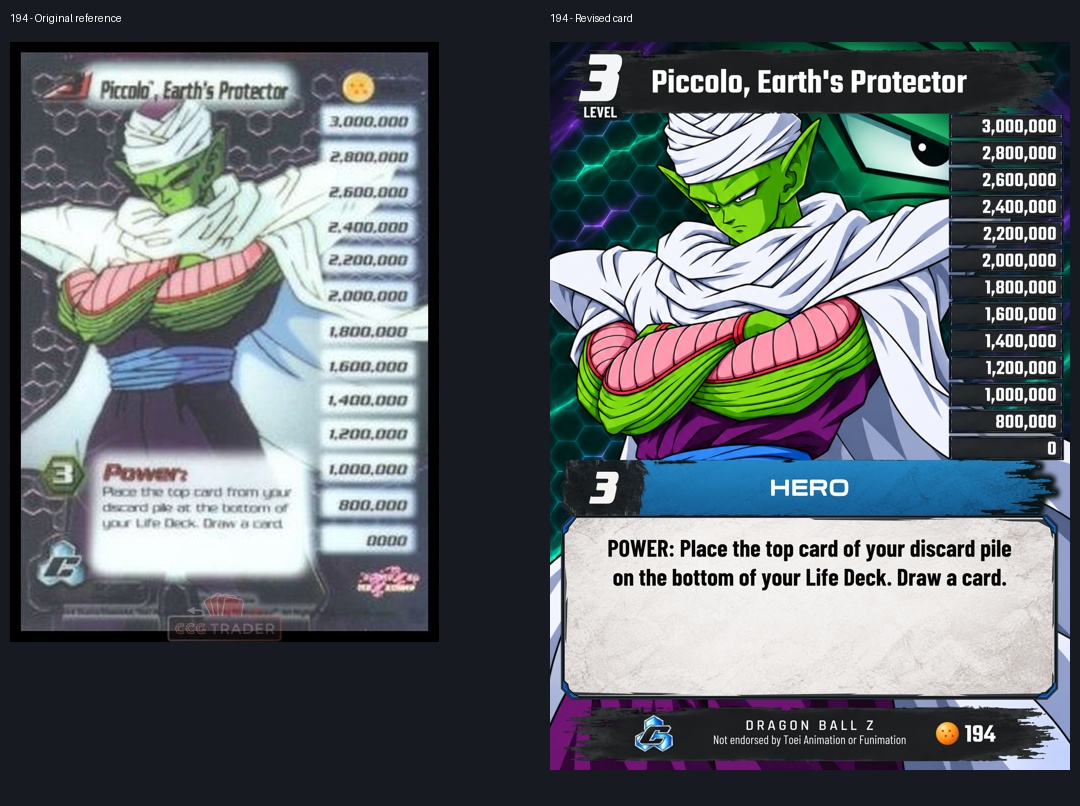 194 - Original reference
Piccolo™, Earth's Protector
3,000,000
2,800,000
2,600,000
2,400,000
2,200,000
2,000,000
1,800,000
1,600,000
1,400,000
1,200,000
1,000,000
800,000
0000
3
Power:
Place the top card from your
discard pile at the bottom of
your Life Deck. Draw a card.
CCG TRADER
194 - Revised card
3
LEVEL
Piccolo, Earth's Protector
3,000,000
2,800,000
2,600,000
2,400,000
2,200,000
2,000,000
1,800,000
1,600,000
1,400,000
1,200,000
1,000,000
800,000
0
3
HERO
POWER: Place the top card of your discard pile
on the bottom of your Life Deck. Draw a card.
DRAGON BALL Z
Not endorsed by Toei Animation or Funimation
194